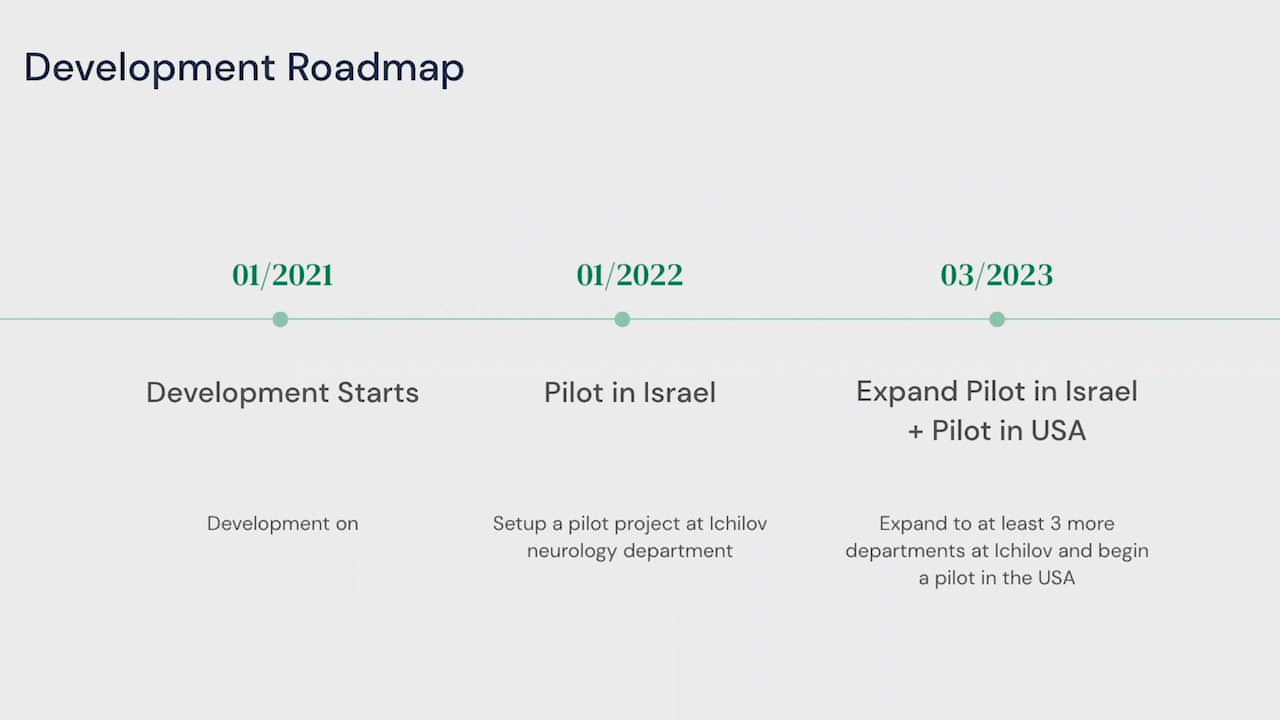 Development Roadmap
01/2021
01/2022
03/2023
Development Starts
Pilot in Israel
Expand Pilot in Israel
+ Pilot in USA
Development on
Setup a pilot project at Ichilov
neurology department
Expand to at least 3 more
departments at Ichilov and begin
a pilot in the USA